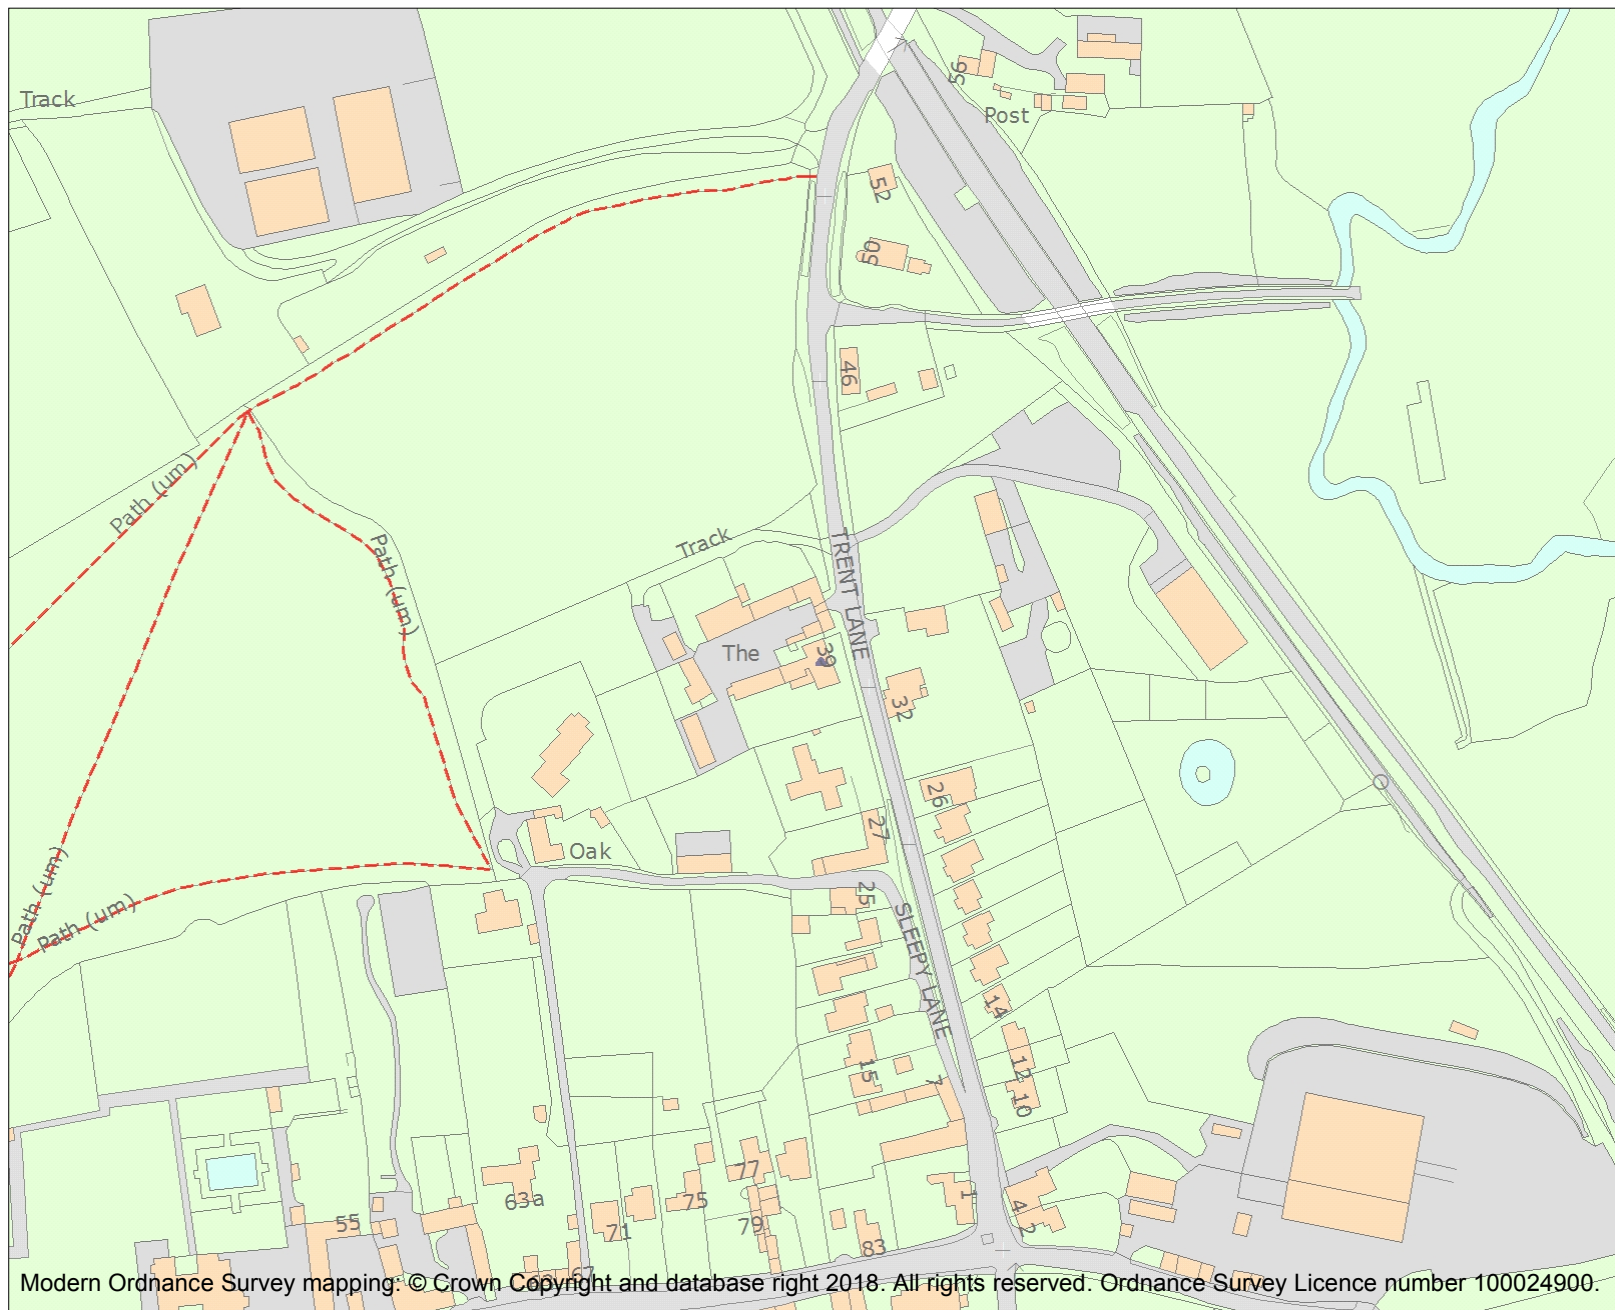 Track
56
Post
52
50
46
Path (um)
Path (um)
Track
TRENT LANE
The
39
32
26
27
Oak
Path (um)
Path (um)
25
SLEEPY LANE
14
15
7
12
10
63a
77
75
71
79
55
1
4
2
83
67
Modern Ordnance Survey mapping: © Crown Copyright and database right 2018. All rights reserved. Ordnance Survey Licence number 100024900.